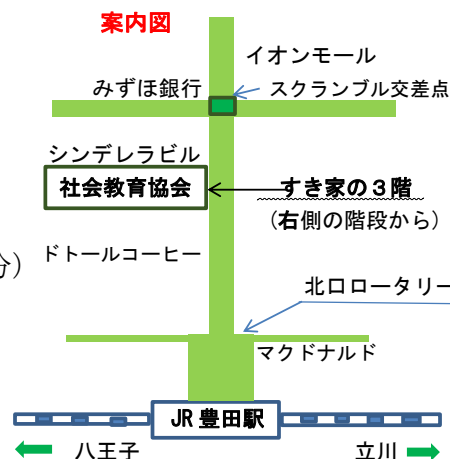 案内図
イオンモール
みずほ銀行
スクランブル交差点
シンデレラビル
社会教育協会
すき家の３階
(右側の階段から)
分)
ドトールコーヒー
北口ロータリー
マクドナルド
JR 豊田駅
八王子
立川